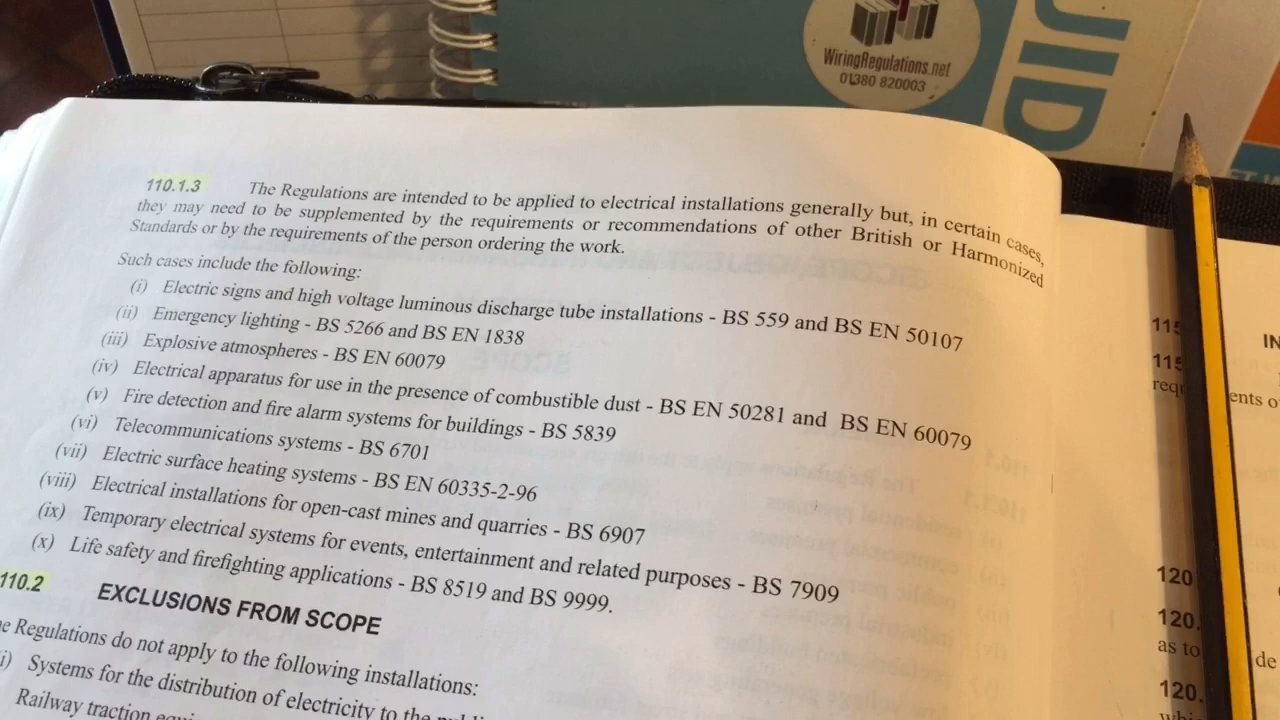 WiringRegulations.net
01380 820003
110.1.3 The Regulations are intended to be applied to electrical installations generally but, in certain cases,
they may need to be supplemented by the requirements or recommendations of other British or Harmonized
Standards or by the requirements of the person ordering the work.
Such cases include the following:
(i) Electric signs and high voltage luminous discharge tube installations - BS 559 and BS EN 50107
(ii) Emergency lighting - BS 5266 and BS EN 1838
(iii) Explosive atmospheres - BS EN 60079
(iv) Electrical apparatus for use in the presence of combustible dust - BS EN 50281 and BS EN 60079
(v) Fire detection and fire alarm systems for buildings - BS 5839
(vi) Telecommunications systems - BS 6701
(vii) Electric surface heating systems - BS EN 60335-2-96
(viii) Electrical installations for open-cast mines and quarries - BS 6907
(ix) Temporary electrical systems for events, entertainment and related purposes - BS 7909
(x) Life safety and firefighting applications - BS 8519 and BS 9999.
110.2 EXCLUSIONS FROM SCOPE
Regulations do not apply to the following installations:
Systems for the distribution of electricity to the
Railway traction
115
115
120
120.
as to
120.